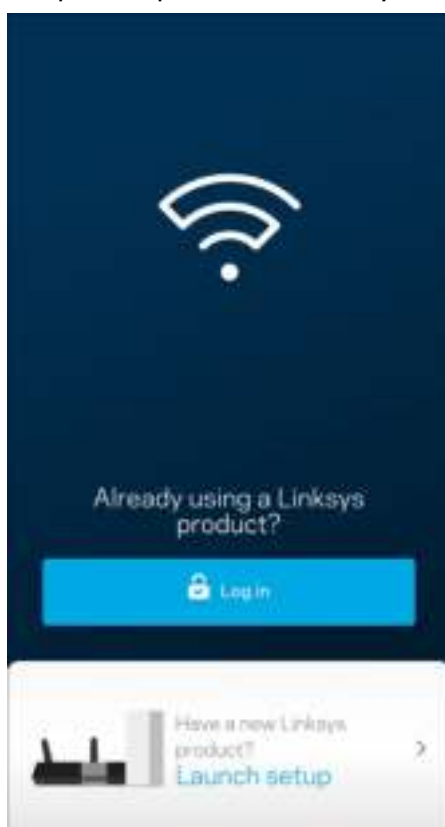 Already using a Linksys
product?
Log in
Have a new Linksys
product?
Launch setup